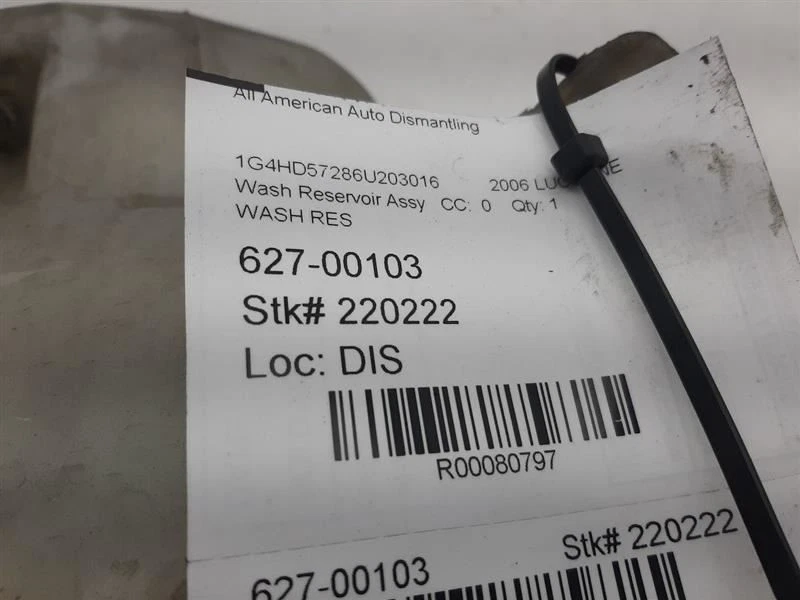 All American Auto Dismantling
1G4HD57286U203016 2006
Wash Reservoir Assy CC: 0 Qty: 1
WASH RES
627-00103
Stk# 220222
Loc: DIS
R00080797
627-00103 Stk# 220222